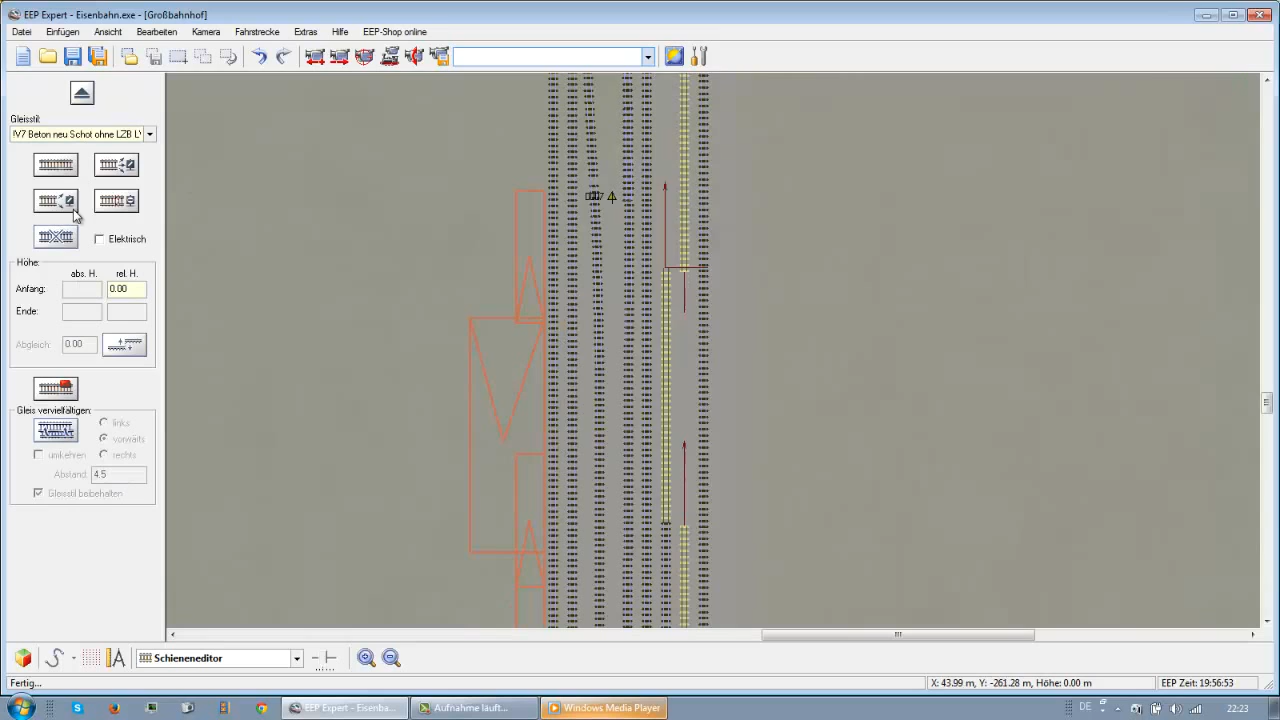 EEP Expert - Eisenbahn.exe - [Großbahnhof]
Datei Einfügen Ansicht Bearbeiten Kamera Fahrstrecke Extras Hilfe EEP-Shop online
Gleisstil:
Elektrisch
Höhe:
abs. H. rel. H.
Anfang: 0.00
Ende:
Abgleich: 0.00
Gleis vervielfältigen:
links
vorwärts
umkehren rechts
Abstand: 4.5
Gleisstil beibehalten
Schieneneditor
Fertig... X: 43.99 m, Y: -261.28 m, Höhe: 0.00 m EEP Zeit: 19:56:53
EEP Expert - Eisenba... Aufnahme läuft... Windows Media Player DE 22:23